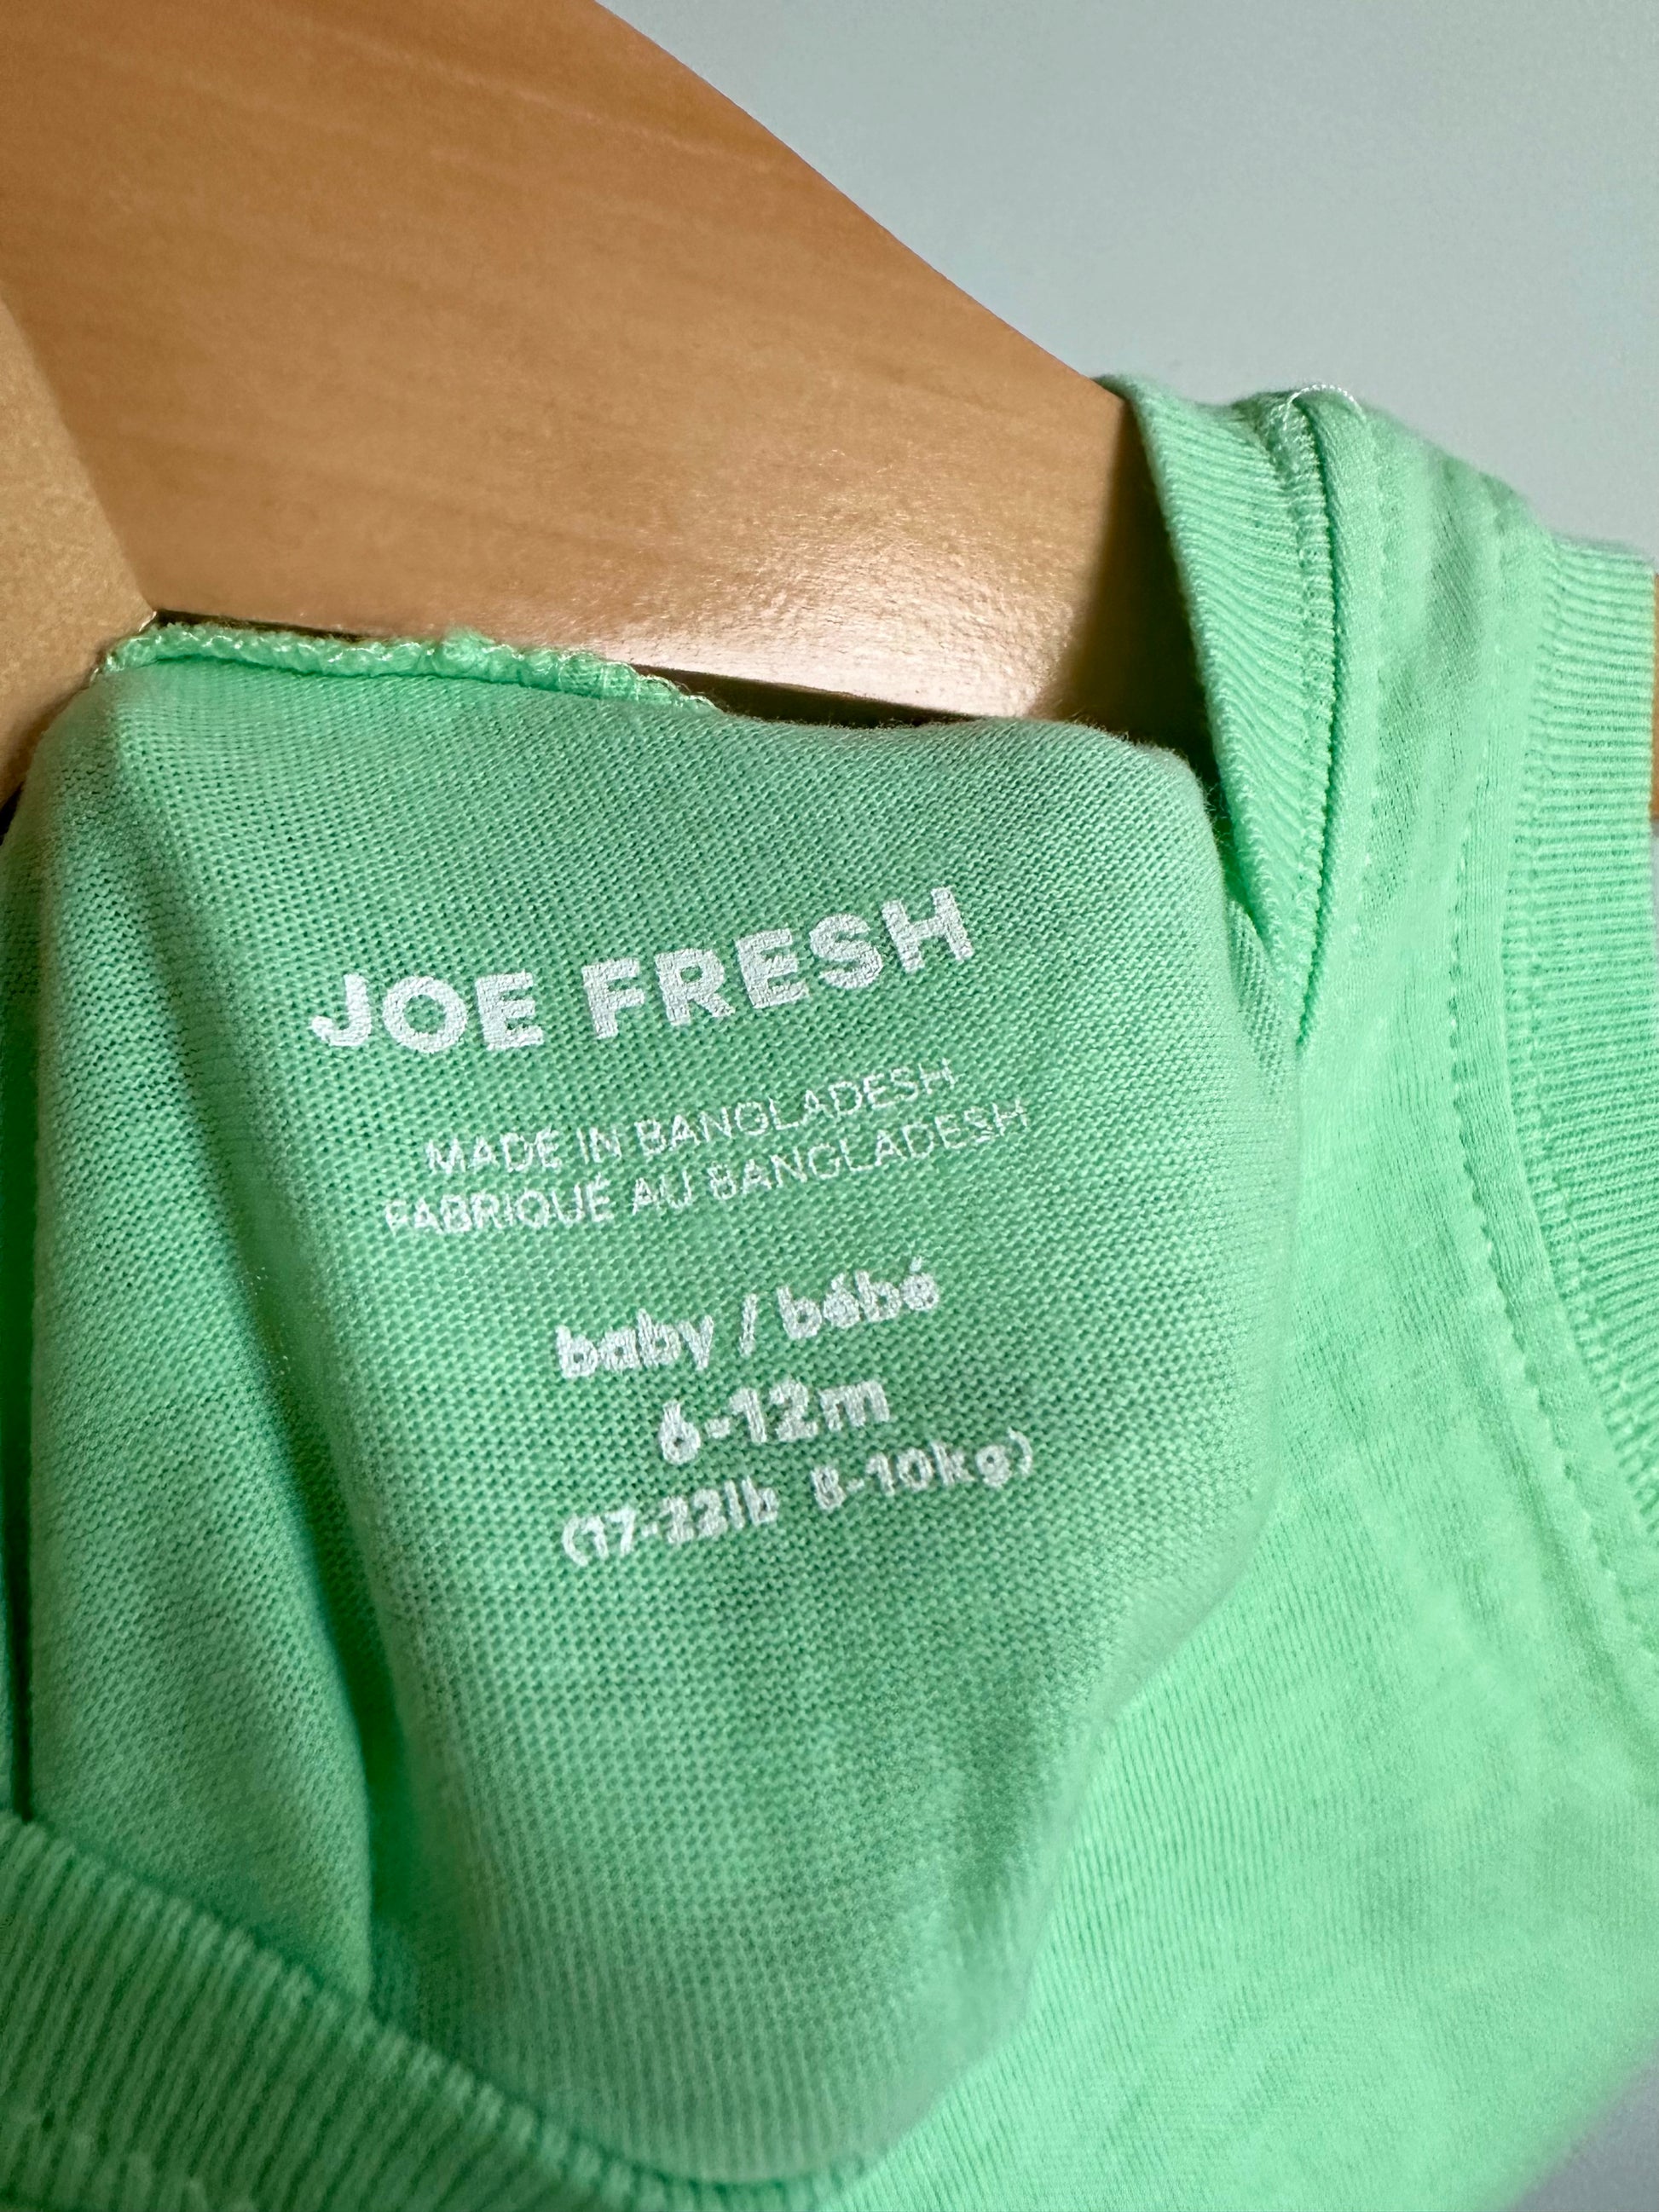 JOE FRESH
MADE IN BANGLADESH
FABRIQUÉ AU BANGLADESH
baby / bébé
6-12m
(17-22lb 8-10kg)